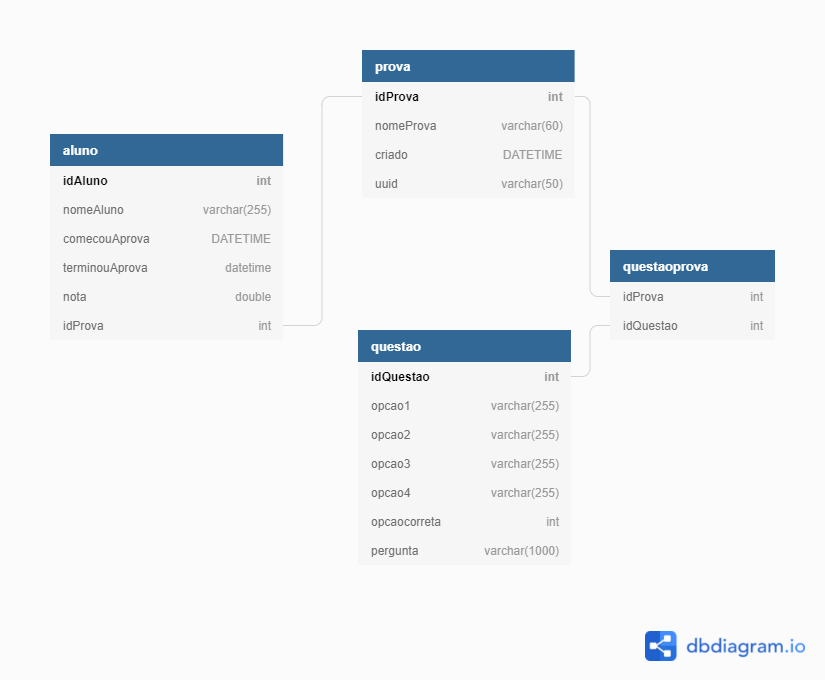 prova
idProva int
nomeProva varchar(60)
criado DATETIME
uuid varchar(50)
aluno
idAluno int
nomeAluno varchar(255)
comecouAprova DATETIME
terminouAprova datetime
nota double
idProva int
questaoprova
idProva int
idQuestao int
questao
idQuestao int
opcao1 varchar(255)
opcao2 varchar(255)
opcao3 varchar(255)
opcao4 varchar(255)
opcaocorreta int
pergunta varchar(1000)
dbdiagram.io